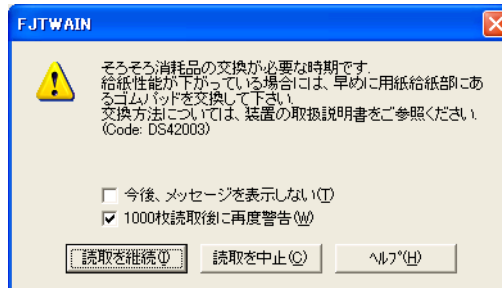 FJTWAIN
そろそろ消耗品の交換が必要な時期です.
給紙性能が下がっている場合には、早めに用紙給紙部にあ
るゴムパッドを交換して下さい.
交換方法については、装置の取扱説明書をご参照ください.
(Code: DS42003)
今後、メッセージを表示しない(T)
1000枚読取後に再度警告(W)
読取を継続(I)
読取を中止(C)
ヘルプ(H)